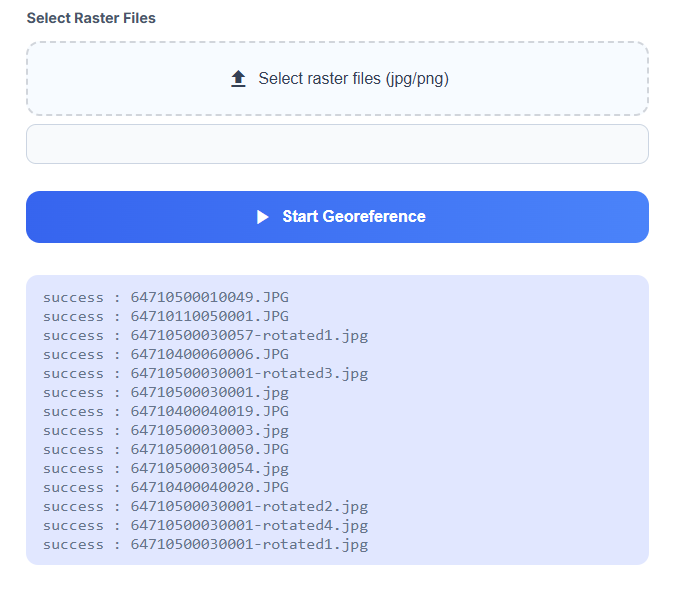 Select Raster Files
Select raster files (jpg/png)
Start Georeference
success : 64710500010049.JPG
success : 64710110050001.JPG
success : 64710500030057-rotated1.jpg
success : 64710400060006.JPG
success : 64710500030001-rotated3.jpg
success : 64710500030001.jpg
success : 64710400040019.JPG
success : 64710500030003.jpg
success : 64710500010050.JPG
success : 64710500030054.jpg
success : 64710400040020.JPG
success : 64710500030001-rotated2.jpg
success : 64710500030001-rotated4.jpg
success : 64710500030001-rotated1.jpg